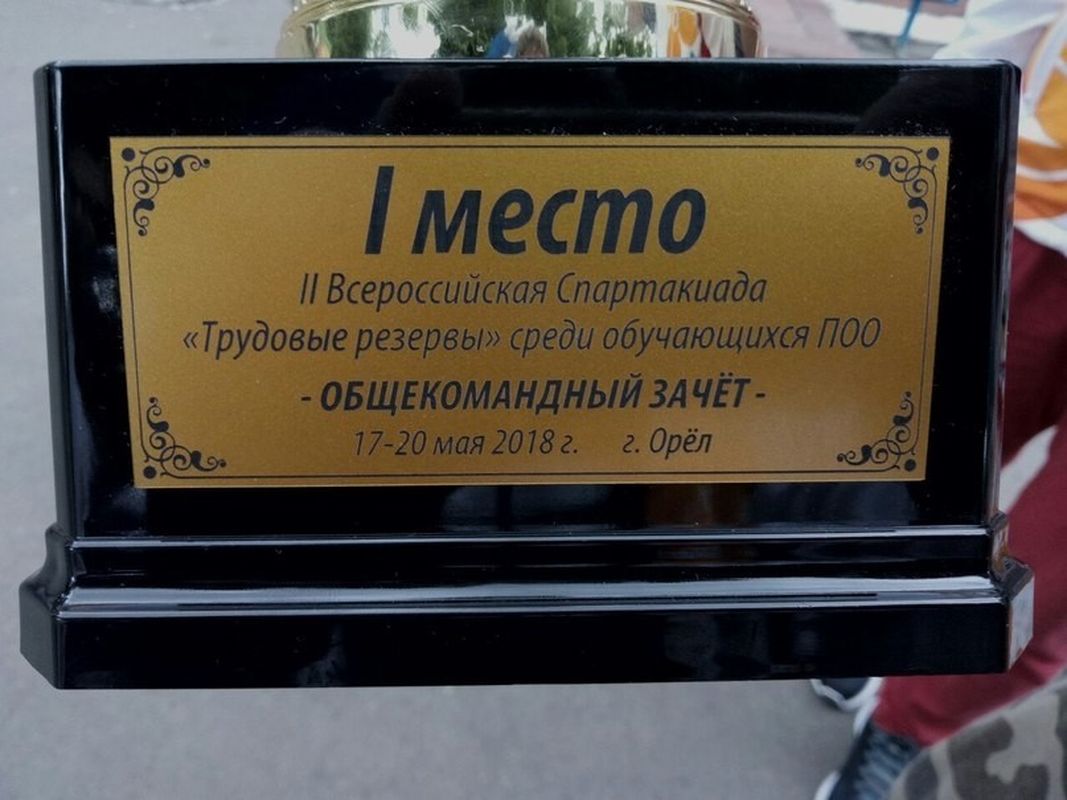 I место
II Всероссийская Спартакиада
«Трудовые резервы» среди обучающихся ПОО
- ОБЩЕКОМАНДНЫЙ ЗАЧЁТ -
17-20 мая 2018 г. г. Орёл